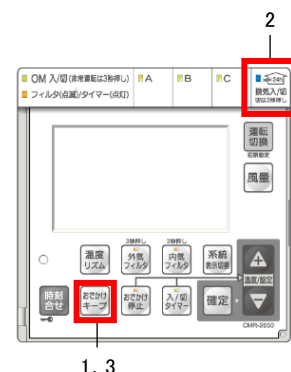 2
OM 入/切(非常運転は3秒押し)
A
B
C
24h
フィルタ(点滅)/タイマー(点灯)
換気入/切
切は3秒押し
運転
切換
初期設定
風量
3秒押し
3秒押し
温度
リズム
外気
フィルタ
内気
フィルタ
系統
表示切換
温度/設定
時刻
合せ
おでかけ
キープ
おでかけ
停止
入/切
タイマー
確定
CMR-2650
1, 3